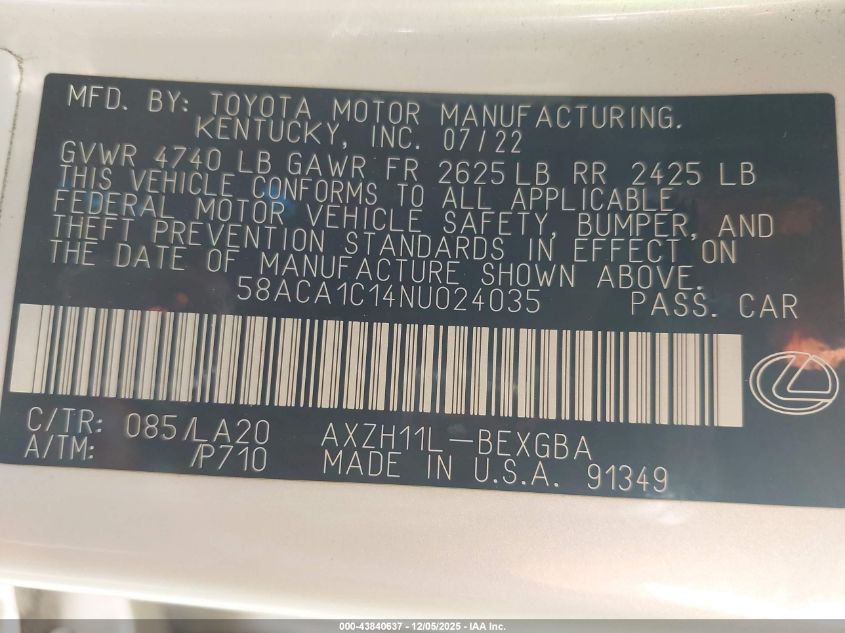 MFD. BY: TOYOTA MOTOR MANUFACTURING.
KENTUCKY, INC. 07/22
GVWR 4740 LB GAWR FR 2625 LB RR 2425 LB
THIS VEHICLE CONFORMS TO ALL APPLICABLE
FEDERAL MOTOR VEHICLE SAFETY, BUMPER, AND
THEFT PREVENTION STANDARDS IN EFFECT ON
THE DATE OF MANUFACTURE SHOWN ABOVE.
58ACA1C14NU024035 PASS. CAR
C/TR: 085/LA20 AXZH11L-BEXGBA
A/TM: /P710 MADE IN U.S.A. 91349
000-43840637 - 12/05/2025 - IAA Inc.